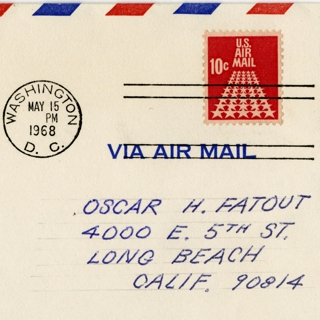 U.S.
AIR
10c MAIL
WASHINGTON
MAY 15
PM
1968
D. C.
VIA AIR MAIL
OSCAR H. FATOUT
4000 E. 5TH ST.
LONG BEACH
CALIF. 90814